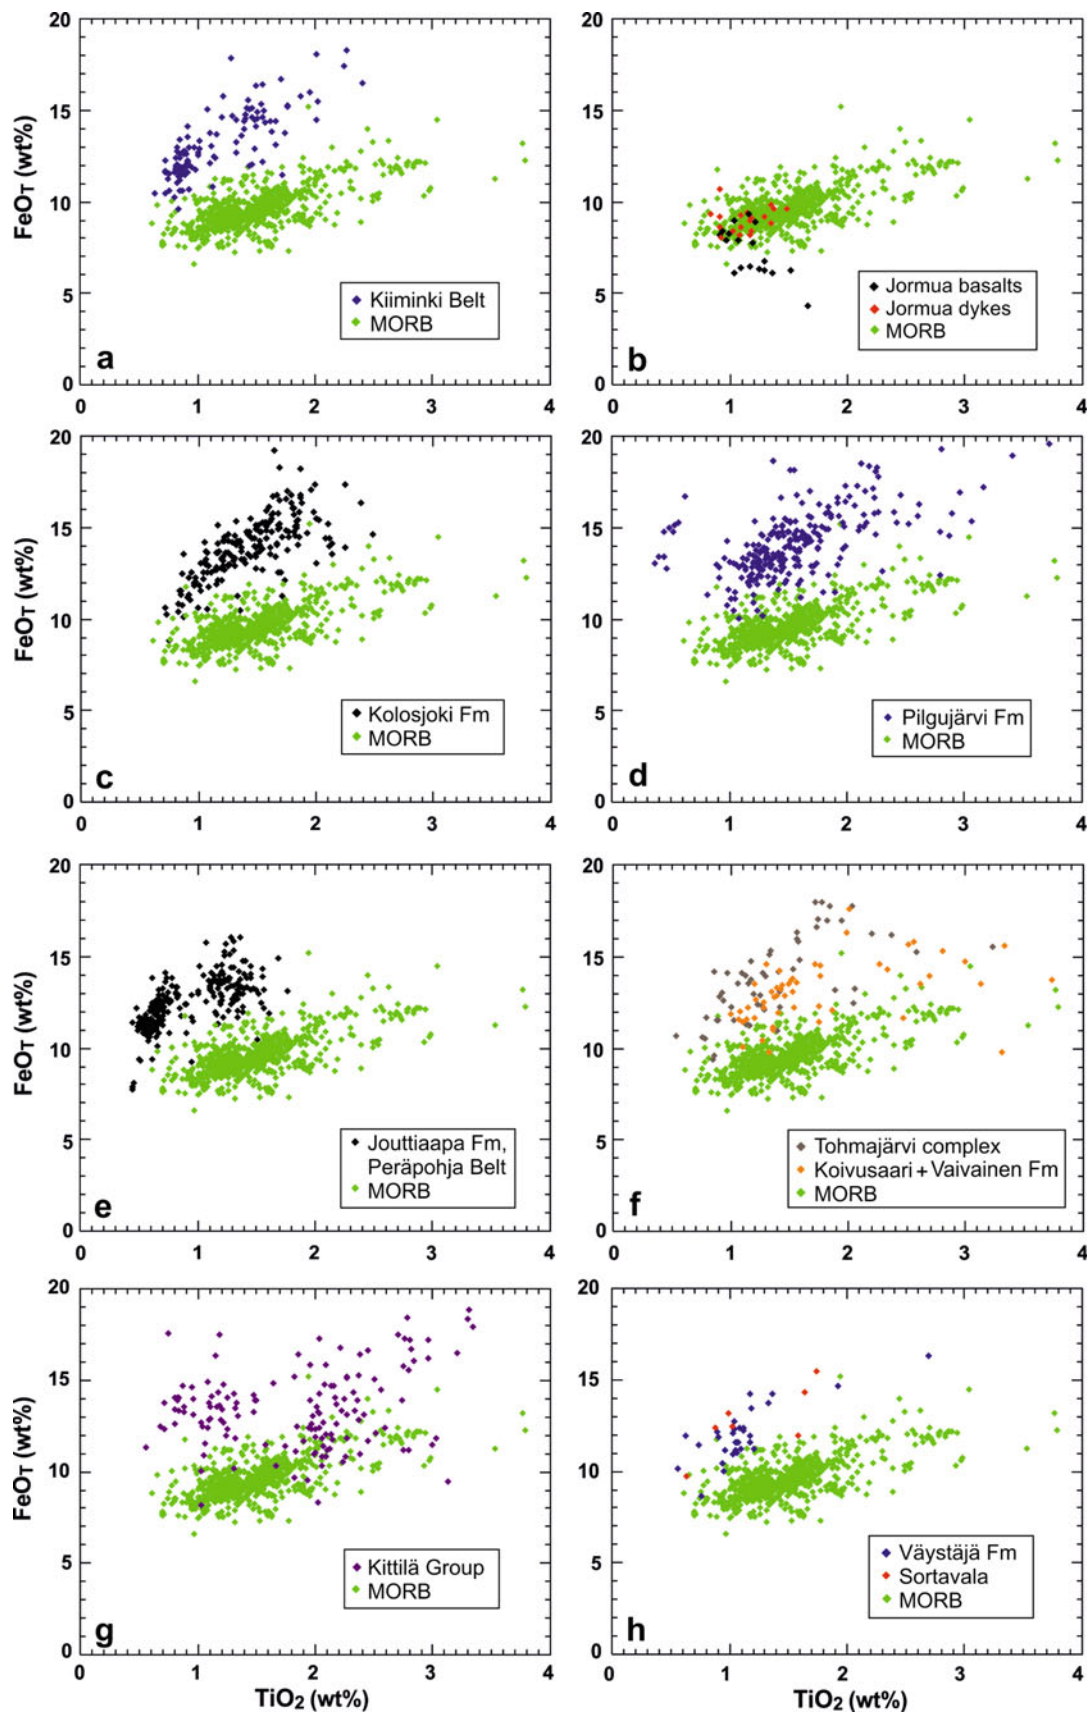 20 20
15 15
FeOT (wt%)
10 10
5 5
Kiiminki Belt
MORB
Jormua basalts
Jormua dykes
MORB
a b
0 0
0 1 2 3 4 0 1 2 3 4
20 20
15 15
FeOT (wt%)
10 10
5 5
Kolosjoki Fm
MORB
Pilgujärvi Fm
MORB
c d
0 0
0 1 2 3 4 0 1 2 3 4
20 20
15 15
FeOT (wt%)
10 10
5 5
Jouttiaapa Fm,
Peräpohja Belt
MORB
Tohmajärvi complex
Koivusaari+Vaivainen Fm
MORB
e f
0 0
0 1 2 3 4 0 1 2 3 4
20 20
15 15
FeOT (wt%)
10 10
5 5
Kittilä Group
MORB
Väystäjä Fm
Sortavala
MORB
g h
0 0
0 1 2 3 4 0 1 2 3 4
TiO2 (wt%) TiO2 (wt%)